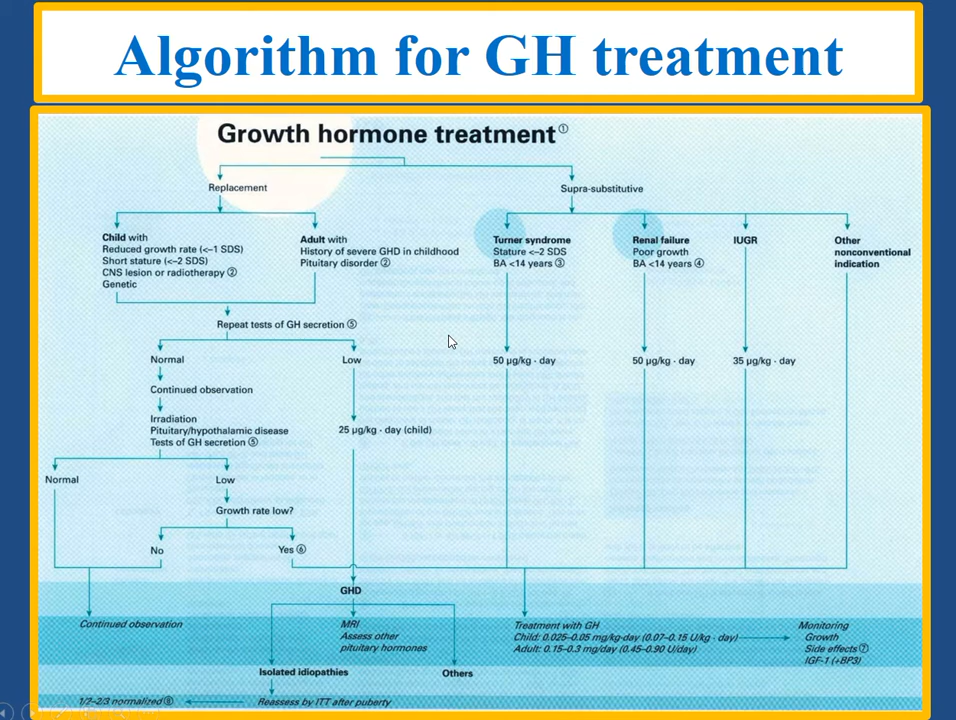 Algorithm for GH treatment
Growth hormone treatment①
Replacement
Supra-substitutive
Child with
Reduced growth rate (<–1 SDS)
Short stature (<–2 SDS)
CNS lesion or radiotherapy ②
Genetic
Adult with
History of severe GHD in childhood
Pituitary disorder ②
Turner syndrome
Stature <–2 SDS
BA <14 years ③
Renal failure
Poor growth
BA <14 years ④
IUGR
Other
nonconventional
indication
Repeat tests of GH secretion ⑤
Normal
Low
50 µg/kg · day
50 µg/kg · day
35 µg/kg · day
Continued observation
Irradiation
Pituitary/hypothalamic disease
Tests of GH secretion ⑤
25 µg/kg · day (child)
Normal
Low
Growth rate low?
No
Yes ⑥
GHD
Continued observation
MRI
Assess other
pituitary hormones
Treatment with GH
Child: 0.025–0.05 mg/kg·day (0.07–0.15 U/kg · day)
Adult: 0.15–0.3 mg/day (0.45–0.90 U/day)
Monitoring
Growth
Side effects ⑦
IGF-1 (+BP3)
Isolated idiopathies
Others
1/2–2/3 normalized ⑧
Reassess by ITT after puberty